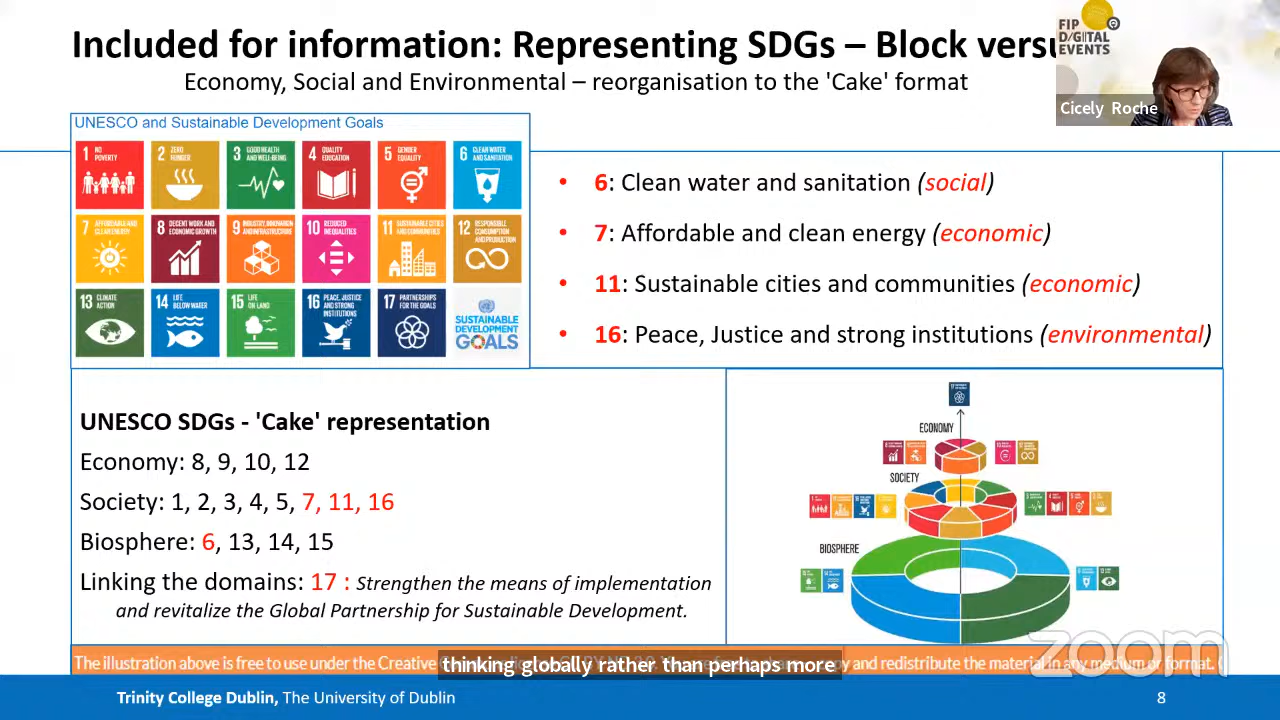 Included for information: Representing SDGs – Block versu
Economy, Social and Environmental – reorganisation to the 'Cake' format
FIP
D/G/TAL
EVENTS
Cicely Roche
UNESCO and Sustainable Development Goals
1 NO POVERTY
2 ZERO HUNGER
3 GOOD HEALTH AND WELL-BEING
4 QUALITY EDUCATION
5 GENDER EQUALITY
6 CLEAN WATER AND SANITATION
7 AFFORDABLE AND CLEAN ENERGY
8 DECENT WORK AND ECONOMIC GROWTH
9 INDUSTRY, INNOVATION AND INFRASTRUCTURE
10 REDUCED INEQUALITIES
11 SUSTAINABLE CITIES AND COMMUNITIES
12 RESPONSIBLE CONSUMPTION AND PRODUCTION
13 CLIMATE ACTION
14 LIFE BELOW WATER
15 LIFE ON LAND
16 PEACE, JUSTICE AND STRONG INSTITUTIONS
17 PARTNERSHIPS FOR THE GOALS
SUSTAINABLE
DEVELOPMENT
GOALS
• 6: Clean water and sanitation (social)
• 7: Affordable and clean energy (economic)
• 11: Sustainable cities and communities (economic)
• 16: Peace, Justice and strong institutions (environmental)
UNESCO SDGs - 'Cake' representation
Economy: 8, 9, 10, 12
Society: 1, 2, 3, 4, 5, 7, 11, 16
Biosphere: 6, 13, 14, 15
Linking the domains: 17 : Strengthen the means of implementation
and revitalize the Global Partnership for Sustainable Development.
ECONOMY
SOCIETY
BIOSPHERE
zoom
The illustration above is free to use under the Creative
copy and redistribute the material in any medium or format. (
thinking globally rather than perhaps more
Trinity College Dublin, The University of Dublin
8